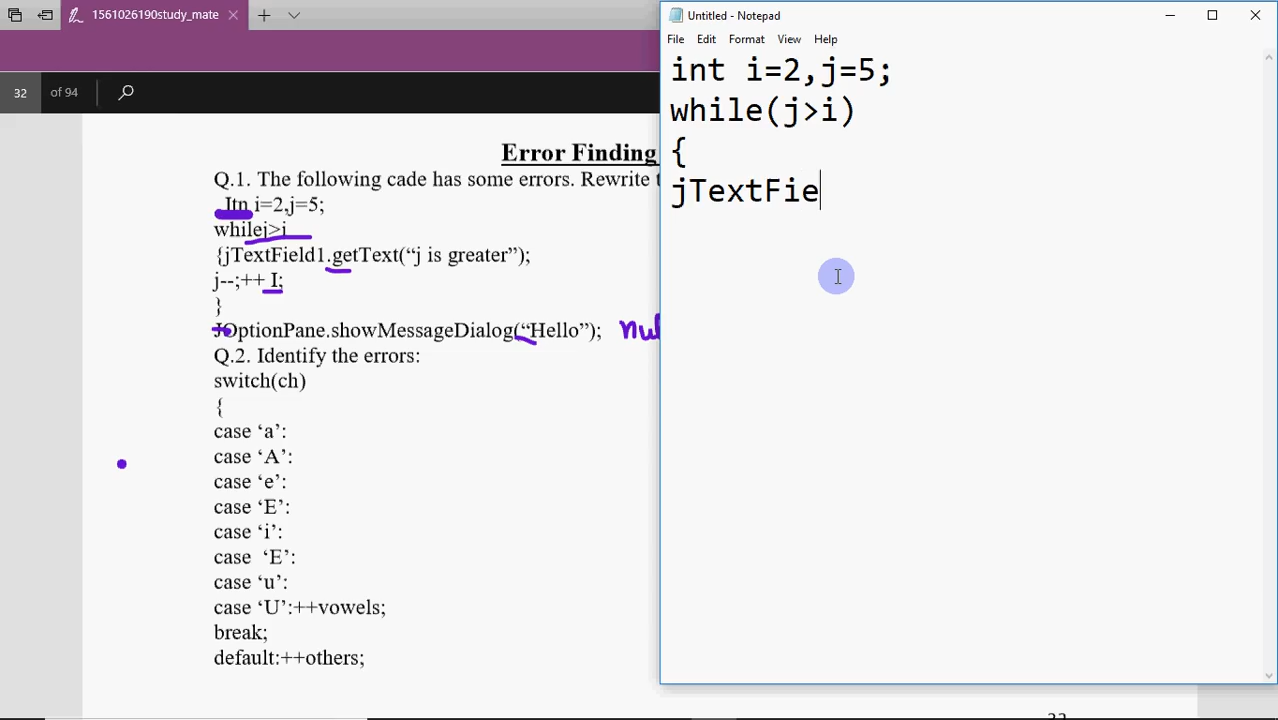 1561026190study_mate
Untitled - Notepad
File Edit Format View Help
32 of 94
int i=2,j=5;
while(j>i)
{
jTextFie
Error Finding
Q.1. The following cade has some errors. Rewrite
Itn i=2,j=5;
whilej>i
{jTextField1.getText(“j is greater”);
j--;++ I;
}
JOptionPane.showMessageDialog(“Hello”);
Q.2. Identify the errors:
switch(ch)
{
case ‘a’:
case ‘A’:
case ‘e’:
case ‘E’:
case ‘i’:
case ‘E’:
case ‘u’:
case ‘U’:++vowels;
break;
default:++others;